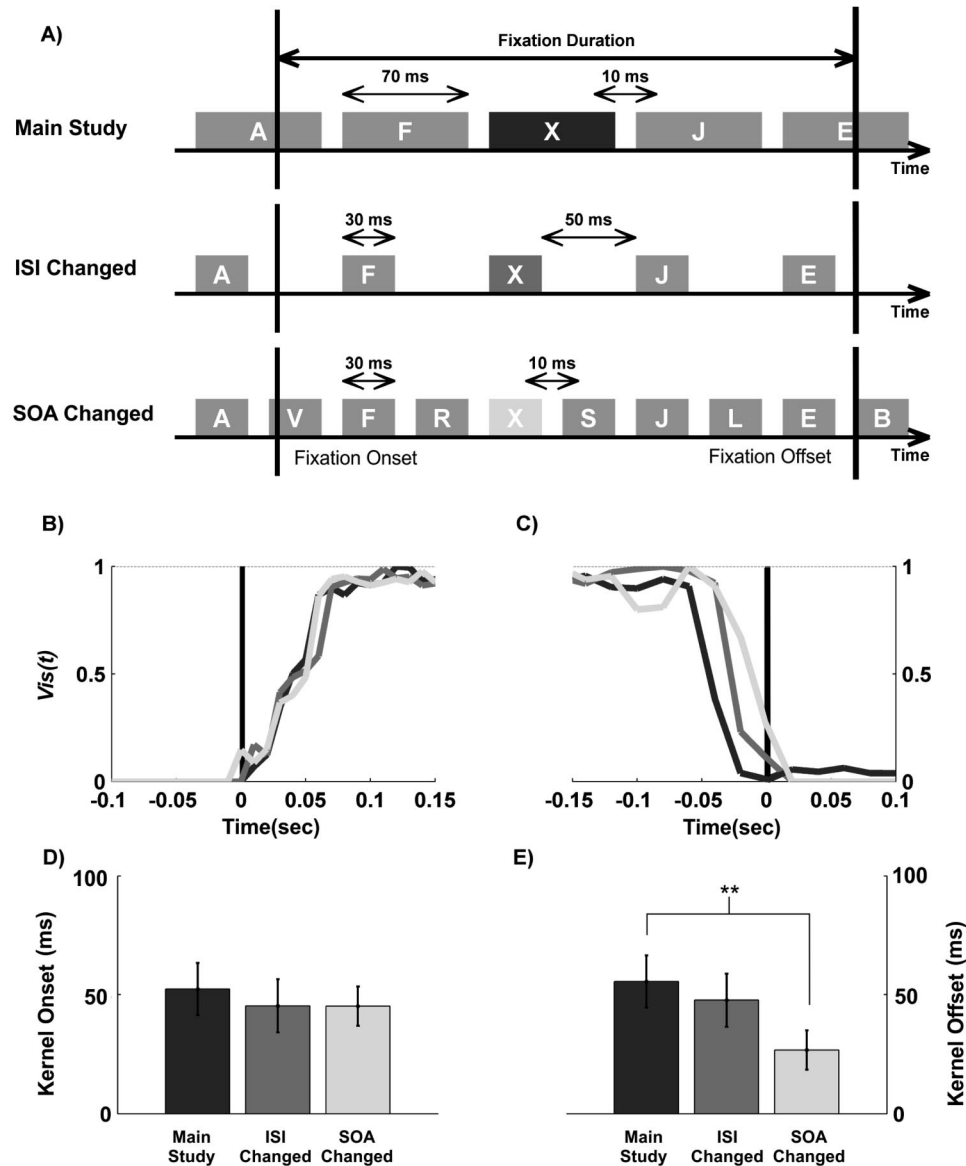 A)
Fixation Duration
70 ms
10 ms
Main Study
A F X J E
Time
30 ms
50 ms
ISI Changed
A F X J E
Time
30 ms
10 ms
SOA Changed
A V F R X S J L E B
Fixation Onset
Fixation Offset
Time
B)
1
0.5
0
Vis(t)
-0.1 -0.05 0 0.05 0.1 0.15
Time(sec)
C)
1
0.5
0
-0.15 -0.1 -0.05 0 0.05 0.1
Time(sec)
D)
100
50
0
Kernel Onset (ms)
Main Study
ISI Changed
SOA Changed
E)
**
100
50
0
Kernel Offset (ms)
Main Study
ISI Changed
SOA Changed